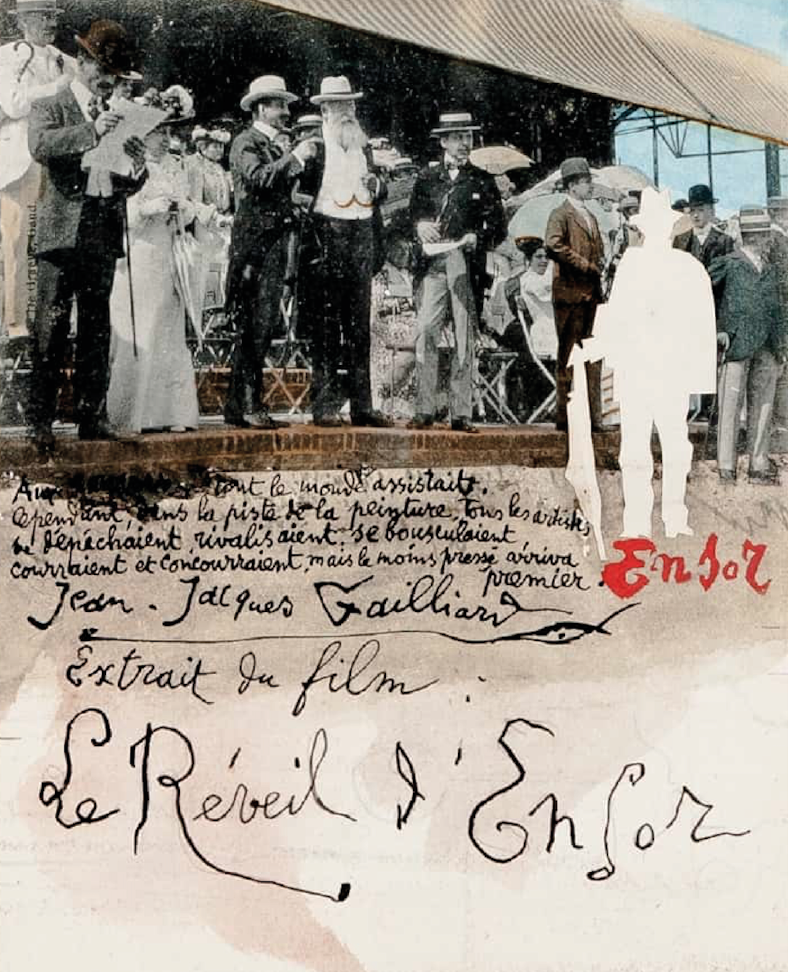 Aux tout le monde assistait.
Cependant, dans la piste de la peinture, tous les artistes
se dépêchaient, rivalisaient, se bousculaient,
courraient et concourraient, mais le moins pressé arriva
premier :
Ensor
Jean-Jacques Gailliard
Extrait du film :
Le Réveil d'Ensor